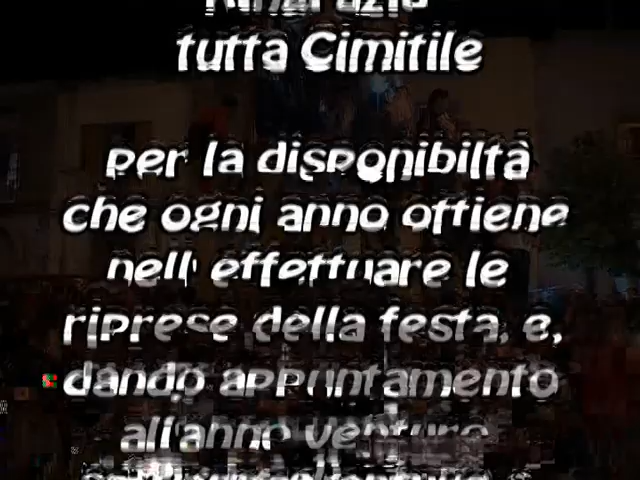 tutta Cimitile
per la disponibiltà
che ogni anno ottiene
nell' effettuare le
riprese della festa, e,
dando appuntamento
all'anno venturo